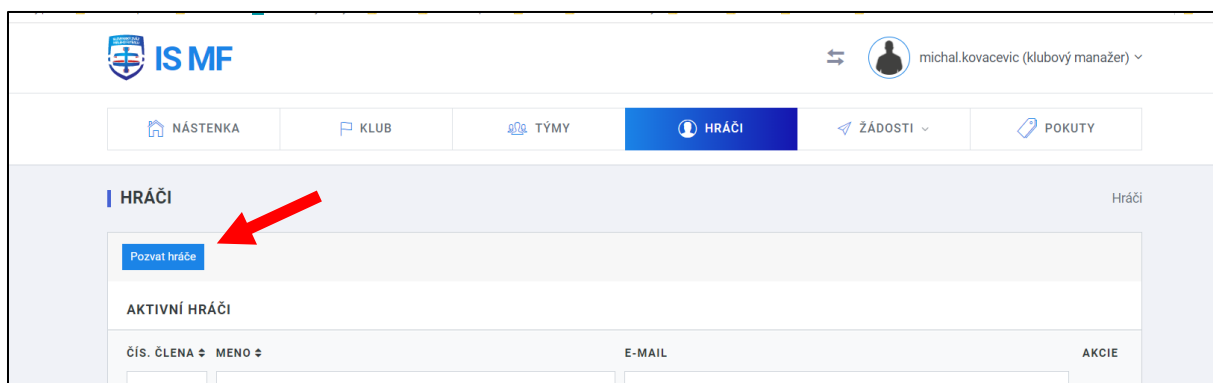 IS MF
michal.kovacevic (klubový manažer)
NÁSTENKA KLUB TÝMY HRÁČI ŽÁDOSTI POKUTY
HRÁČI Hráči
Pozvat hráče
AKTIVNÍ HRÁČI
ČÍS. ČLENA MENO E-MAIL AKCIE